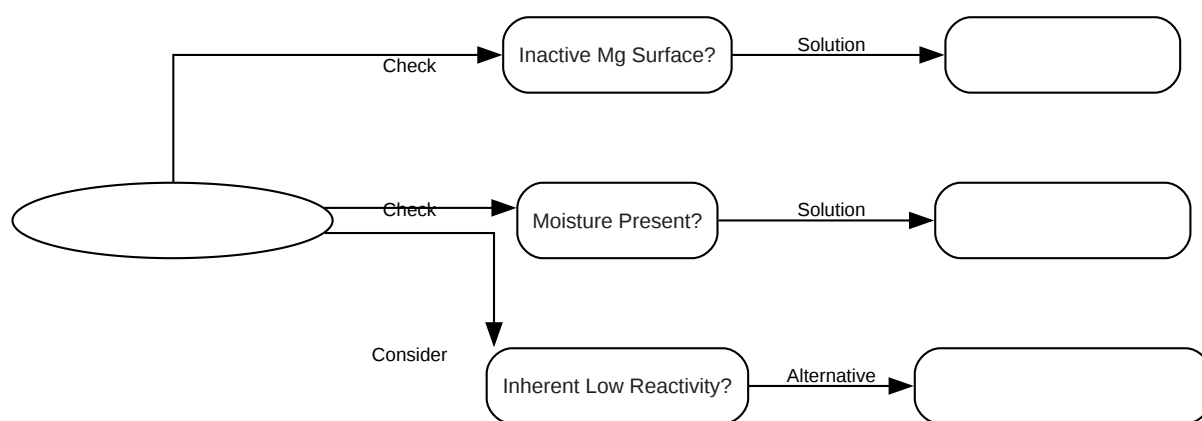 Check
Inactive Mg Surface?
Solution
Check
Moisture Present?
Solution
Consider
Inherent Low Reactivity?
Alternative